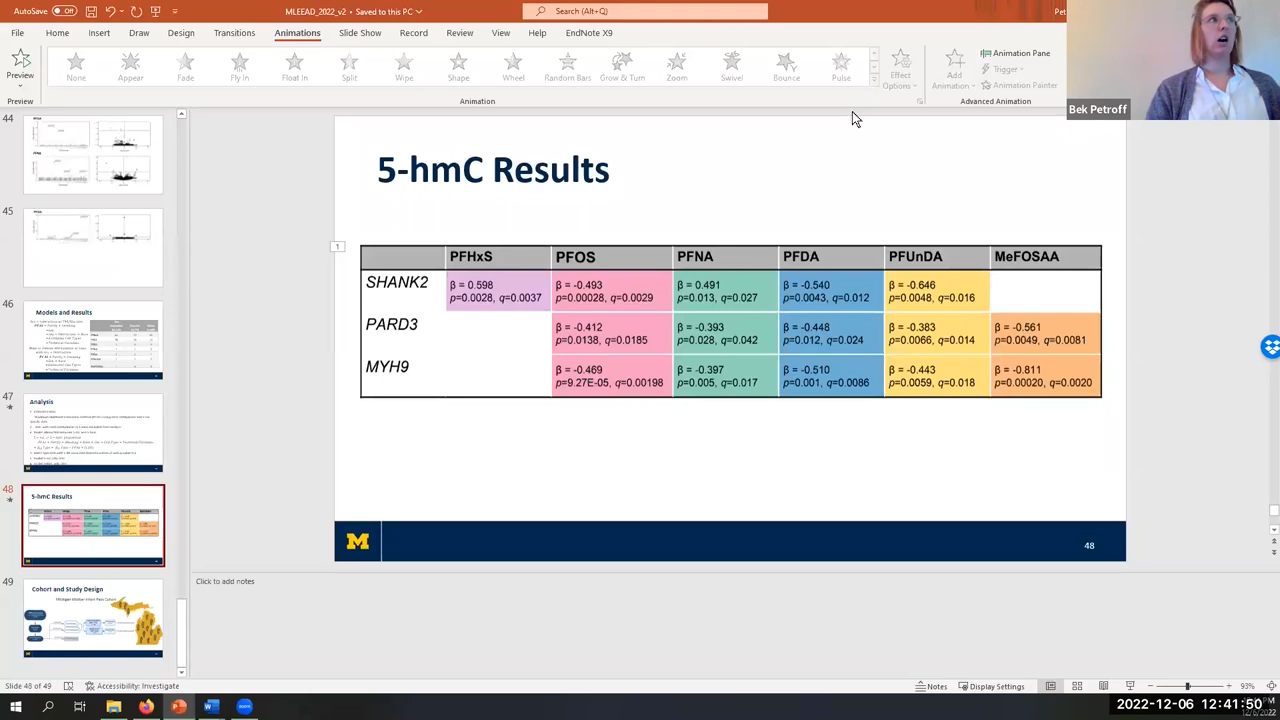 AutoSave Off MLEEAD_2022_v2 • Saved to this PC Search (Alt+Q) Pet
File Home Insert Draw Design Transitions Animations Slide Show Record Review View Help EndNote X9
Preview None Appear Fade Fly In Float In Split Wipe Shape Wheel Random Bars Grow & Turn Zoom Swivel Bounce Pulse Effect Options Add Animation Animation Pane
Trigger
Animation Painter
Preview Animation Advanced Animation
Bek Petroff
44
45
46
Models and Results
47
Analysis
48
5-hmC Results
49
Cohort and Study Design
Michigan Mother-Infant Pairs Cohort
5-hmC Results
1
PFHxS PFOS PFNA PFDA PFUnDA MeFOSAA
SHANK2 β = 0.598 β = -0.493 β = 0.491 β = -0.540 β = -0.646
p=0.0028, q=0.0037 p=0.00028, q=0.0029 p=0.013, q=0.027 p=0.0043, q=0.012 p=0.0048, q=0.016
PARD3 β = -0.412 β = -0.393 β = -0.448 β = -0.383 β = -0.561
p=0.0138, q=0.0185 p=0.028, q=0.042 p=0.012, q=0.024 p=0.0066, q=0.014 p=0.0049, q=0.0081
MYH9 β = -0.469 β = -0.397 β = -0.510 β = -0.443 β = -0.811
p=9.27E-05, q=0.00198 p=0.005, q=0.017 p=0.001, q=0.0086 p=0.0059, q=0.018 p=0.00020, q=0.0020
M 48
Click to add notes
Slide 48 of 49 Accessibility: Investigate Notes Display Settings 93%
2022-12-06 12:41:50